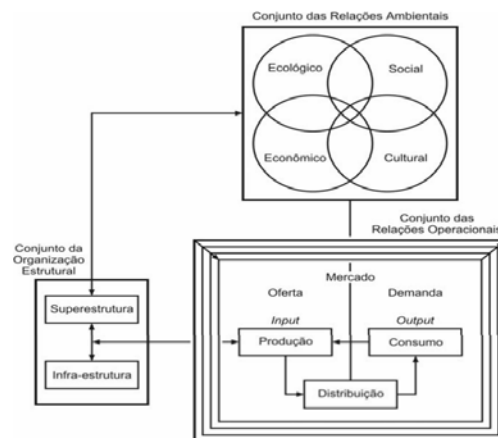 Conjunto das Relações Ambientais
Ecológico
Social
Econômico
Cultural
Conjunto das
Relações Operacionais
Conjunto da
Organização
Estrutural
Superestrutura
Infra-estrutura
Mercado
Oferta
Demanda
Input
Output
Produção
Consumo
Distribuição